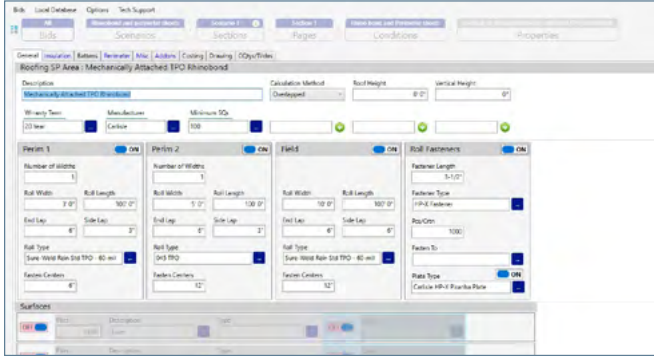 Bids Local Database Options Tech Support
All
Bids Scenarios Sections Pages Conditions Properties
General Insulation Battens Perimeter Misc Addons Costing Drawing
Roofing SP Area : Mechanically Attached TPO Rhinobond
Description Calculation Method Roof Height Vertical Height
Mechanically Attached TPO Rhinobond Overlapped 0' 0" 0"
Warranty Term Manufacturer Minimum SQs
20 Year Carlisle 100
Perim 1 ON Perim 2 ON Field ON Roll Fasteners ON
Number of Widths Number of Widths Fastener Length
1 1 1-1/2"
Roll Width Roll Length Roll Width Roll Length Roll Width Roll Length Fastener Type
3' 0" 100' 0" 5' 0" 100' 0" 10' 0" 100' 0" HP-X Fastener
End Lap Side Lap End Lap Side Lap End Lap Side Lap Pcs/Crtn
6" 3" 6" 3" 6" 6" 1000
Roll Type Roll Type Roll Type Fasten To
Sure-Weld Rein Std TPO - 60 mil TPO Sure-Weld Rein Std TPO - 60 mil
Fasten Centers Fasten Centers Fasten Centers Plate Type ON
6" 12" 12" Carlisle HP-X Piranha Plate
Surfaces
OFF Description Type
Description